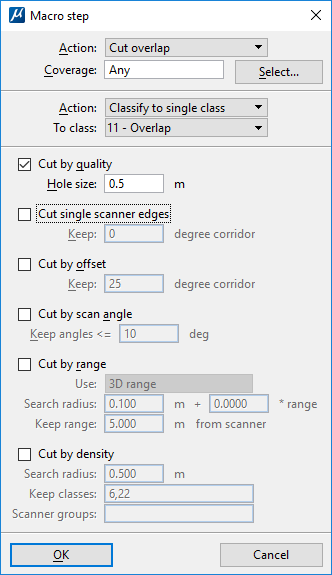 Macro step
Action: Cut overlap
Coverage: Any Select...
Action: Classify to single class
To class: 11 - Overlap
Cut by quality
Hole size: 0.5 m
Cut single scanner edges
Keep: 0 degree corridor
Cut by offset
Keep: 25 degree corridor
Cut by scan angle
Keep angles <= 10 deg
Cut by range
Use: 3D range
Search radius: 0.100 m + 0.0000 * range
Keep range: 5.000 m from scanner
Cut by density
Search radius: 0.500 m
Keep classes: 6,22
Scanner groups:
OK Cancel